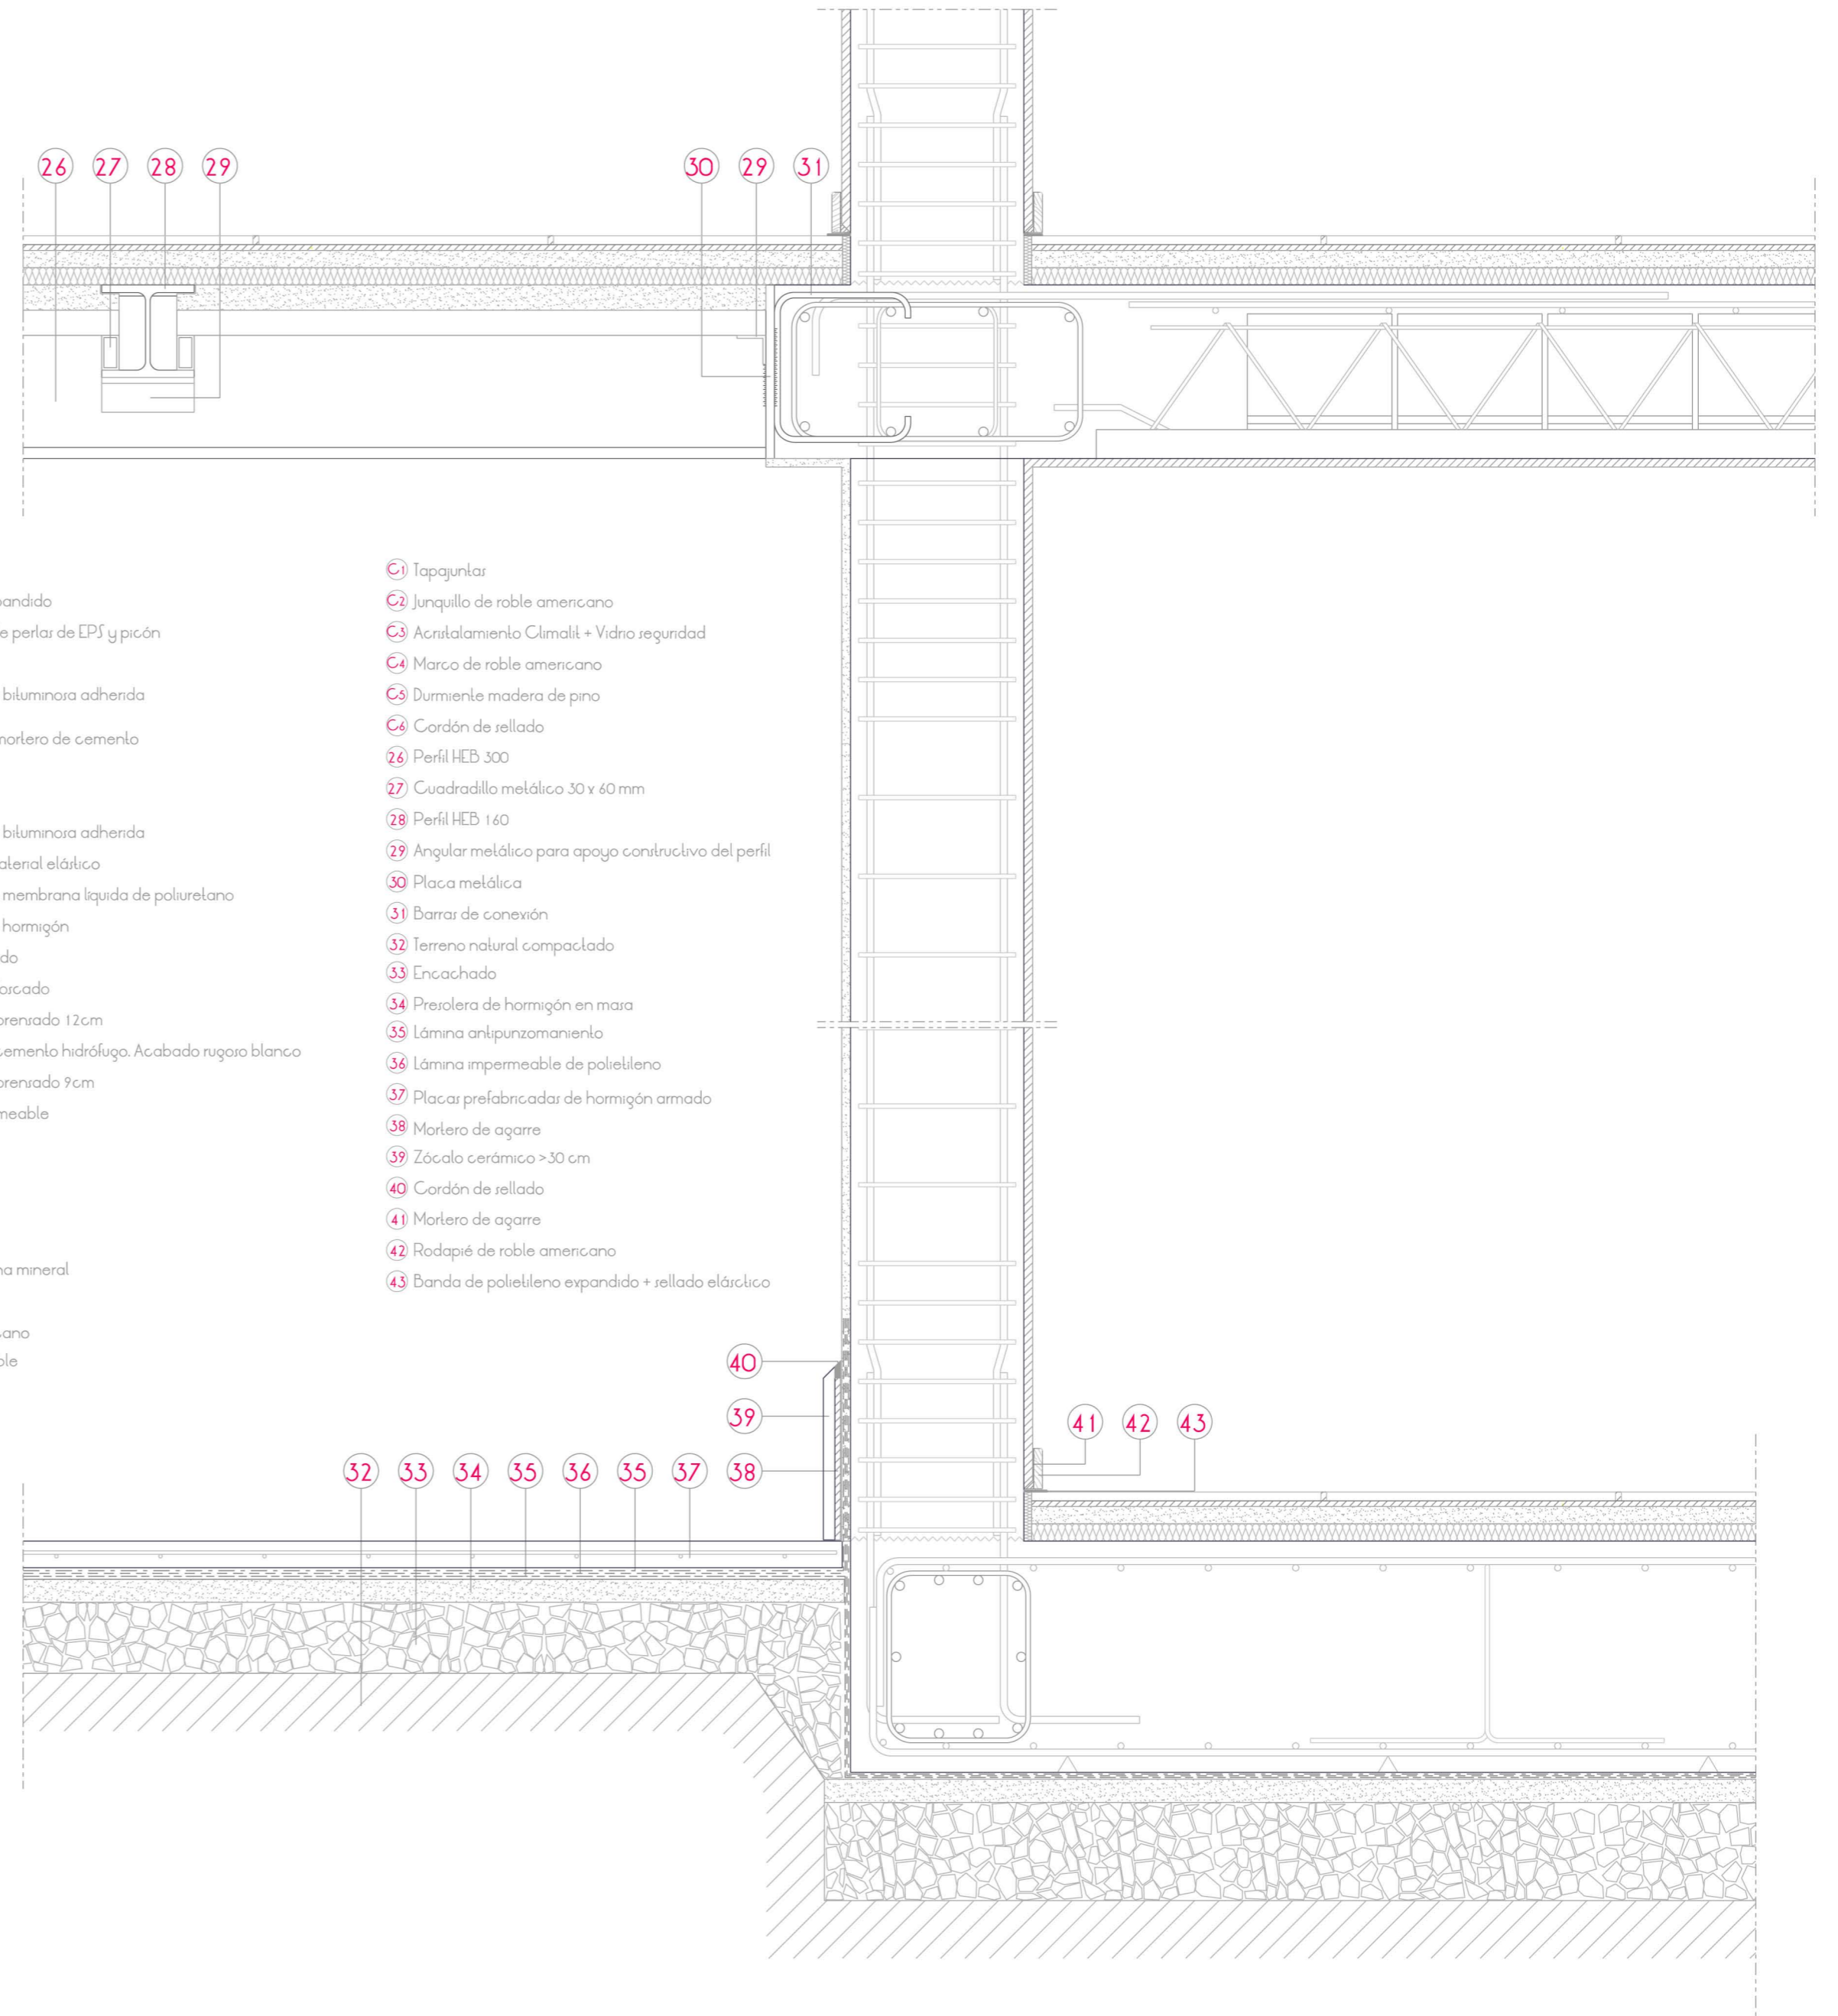 26 27 28 29 30 29 31
pandido
e perlas de EPS y picón
bituminosa adherida
mortero de cemento
bituminosa adherida
aterial elástico
membrana líquida de poliuretano
hormigón
do
oscado
prensado 12cm
cemento hidrófugo. Acabado rugoso blanco
prensado 9cm
meable
na mineral
cano
ble
C1 Tapajuntas
C2 Junquillo de roble americano
C3 Acristalamiento Climalit + Vidrio seguridad
C4 Marco de roble americano
C5 Durmiente madera de pino
C6 Cordón de sellado
26 Perfil HEB 300
27 Cuadradillo metálico 30 x 60 mm
28 Perfil HEB 160
29 Angular metálico para apoyo constructivo del perfil
30 Placa metálica
31 Barras de conexión
32 Terreno natural compactado
33 Encachado
34 Presolera de hormigón en masa
35 Lámina antipunzomaniento
36 Lámina impermeable de polietileno
37 Placas prefabricadas de hormigón armado
38 Mortero de agarre
39 Zócalo cerámico >30 cm
40 Cordón de sellado
41 Mortero de agarre
42 Rodapié de roble americano
43 Banda de polietileno expandido + sellado elásctico
40
39
41 42 43
32 33 34 35 36 35 37 38